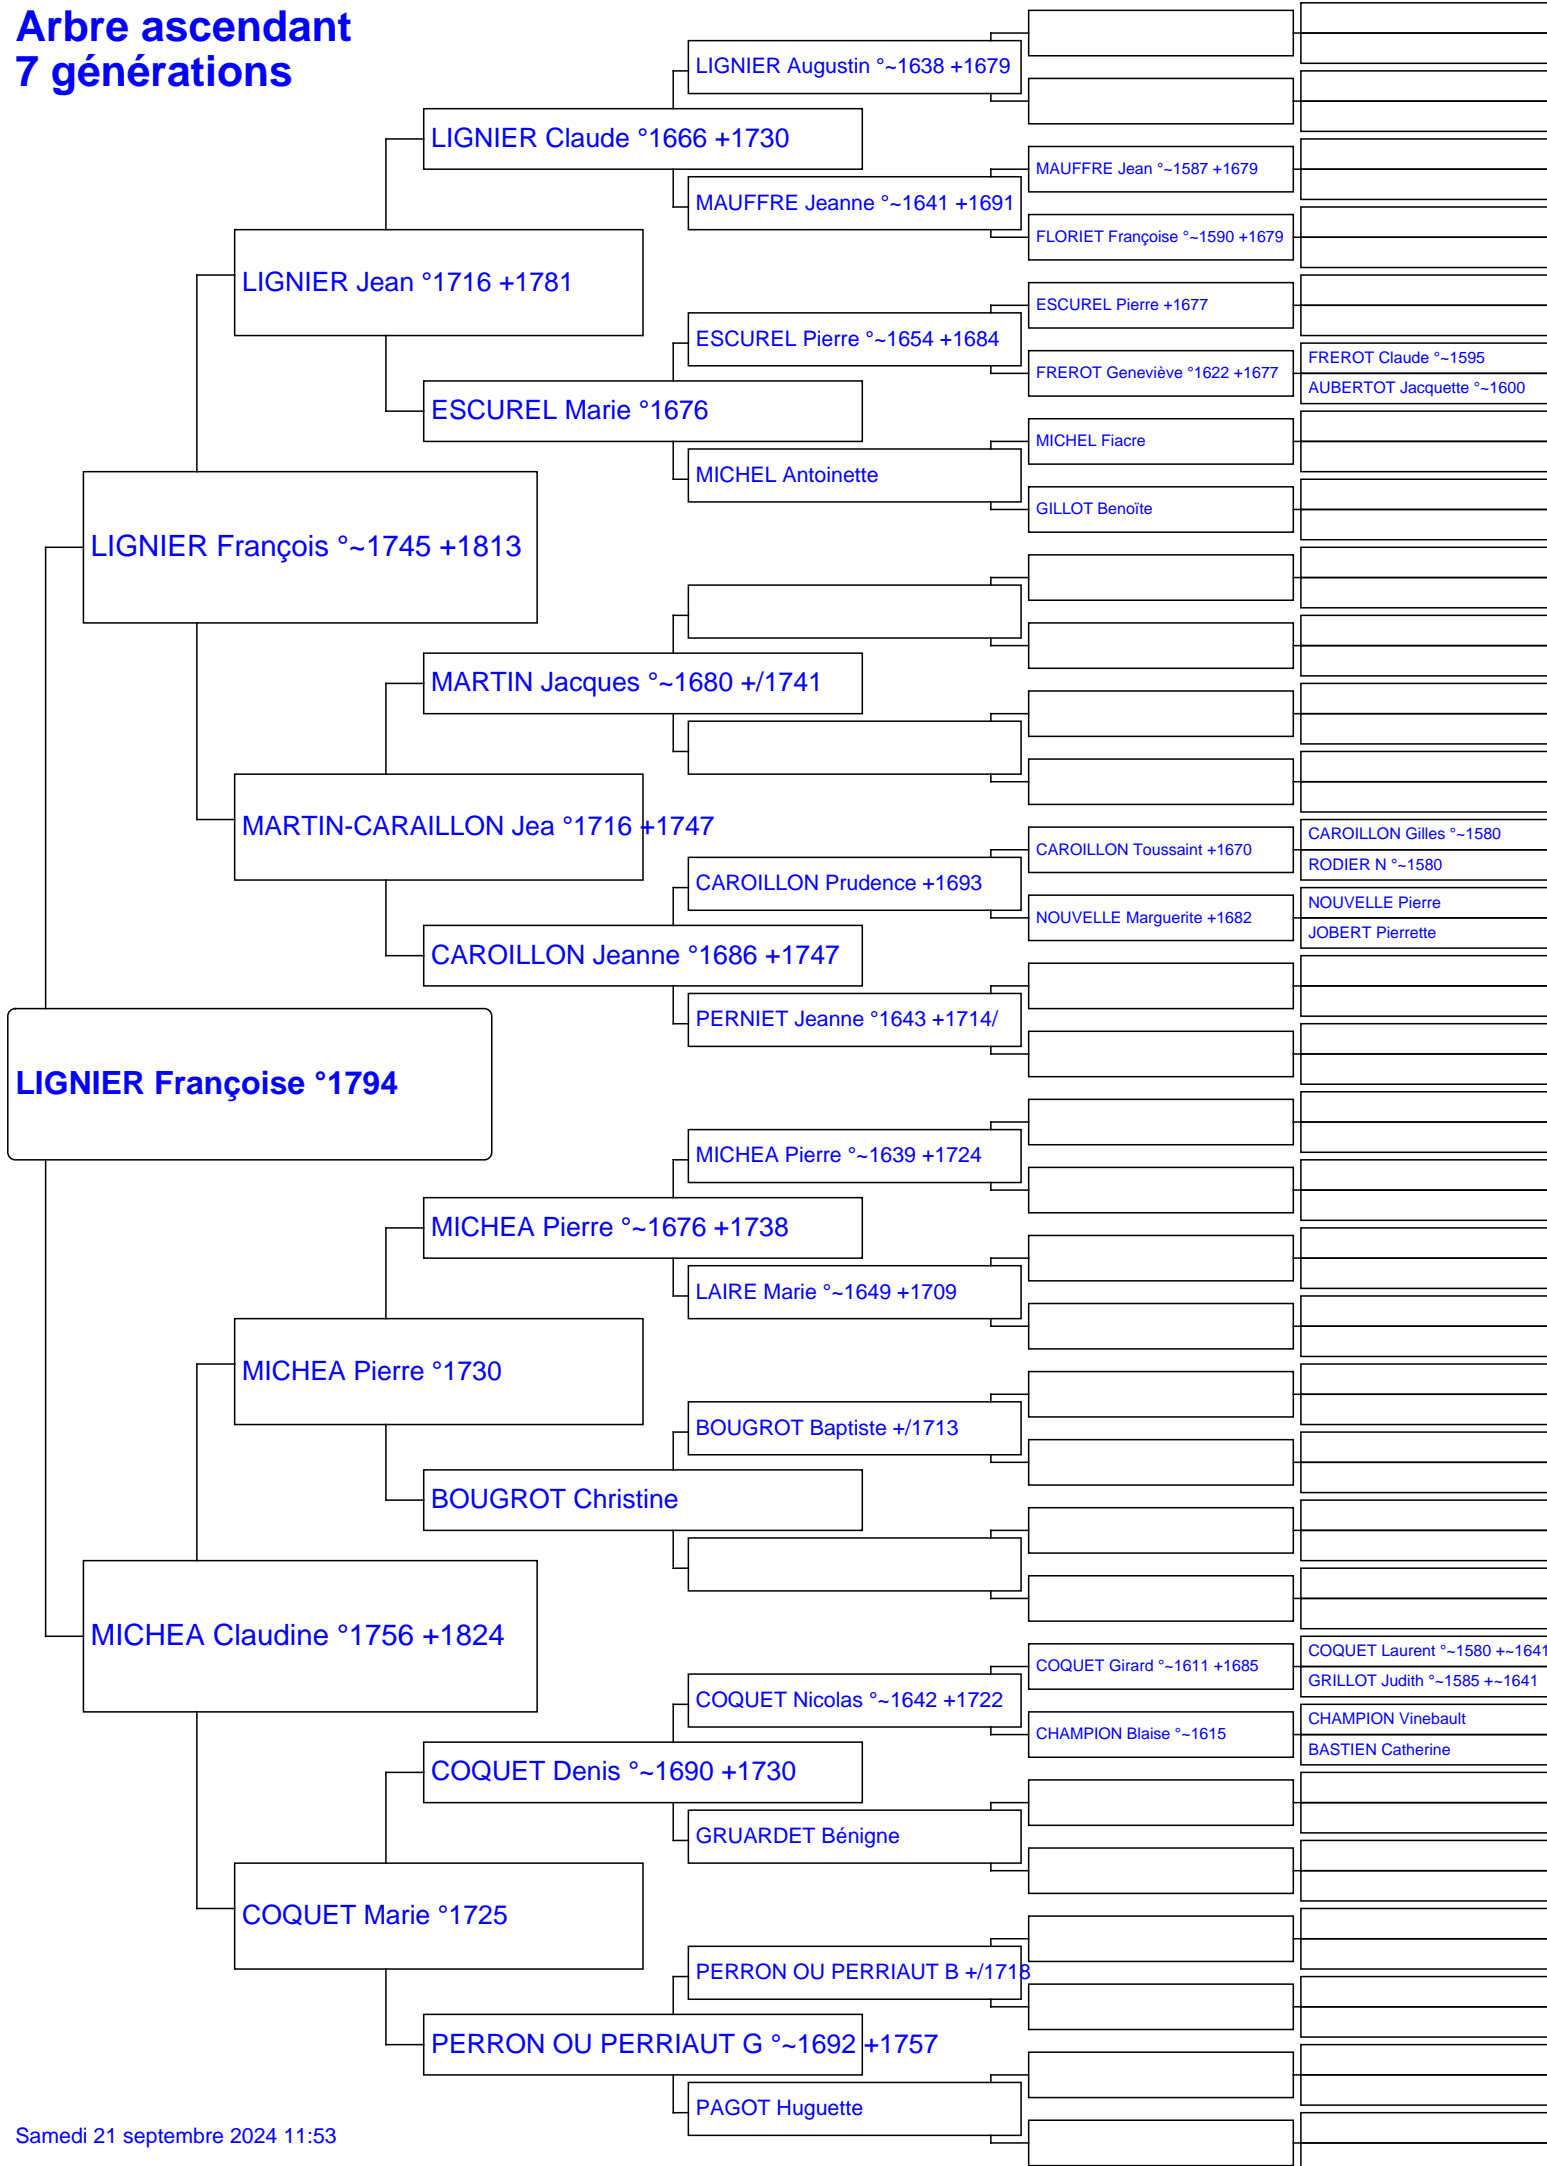 Arbre ascendant
7 générations
LIGNIER Augustin °~1638 +1679
LIGNIER Claude °1666 +1730
MAUFFRE Jean °~1587 +1679
MAUFFRE Jeanne °~1641 +1691
FLORIET Françoise °~1590 +1679
LIGNIER Jean °1716 +1781
ESCUREL Pierre +1677
ESCUREL Pierre °~1654 +1684
FREROT Claude °~1595
FREROT Geneviève °1622 +1677
AUBERTOT Jacquette °~1600
ESCUREL Marie °1676
MICHEL Fiacre
MICHEL Antoinette
GILLOT Benoïte
LIGNIER François °~1745 +1813
MARTIN Jacques °~1680 +/1741
MARTIN-CARAILLON Jea °1716 +1747
CAROILLON Gilles °~1580
CAROILLON Toussaint +1670
RODIER N °~1580
CAROILLON Prudence +1693
NOUVELLE Pierre
NOUVELLE Marguerite +1682
JOBERT Pierrette
CAROILLON Jeanne °1686 +1747
PERNIET Jeanne °1643 +1714/
LIGNIER Françoise °1794
MICHEA Pierre °~1639 +1724
MICHEA Pierre °~1676 +1738
LAIRE Marie °~1649 +1709
MICHEA Pierre °1730
BOUGROT Baptiste +/1713
BOUGROT Christine
MICHEA Claudine °1756 +1824
COQUET Laurent °~1580 +~1641
COQUET Girard °~1611 +1685
GRILLOT Judith °~1585 +~1641
COQUET Nicolas °~1642 +1722
CHAMPION Vinebault
CHAMPION Blaise °~1615
BASTIEN Catherine
COQUET Denis °~1690 +1730
GRUARDET Bénigne
COQUET Marie °1725
PERRON OU PERRIAUT B +/1718
PERRON OU PERRIAUT G °~1692 +1757
PAGOT Huguette
Samedi 21 septembre 2024 11:53